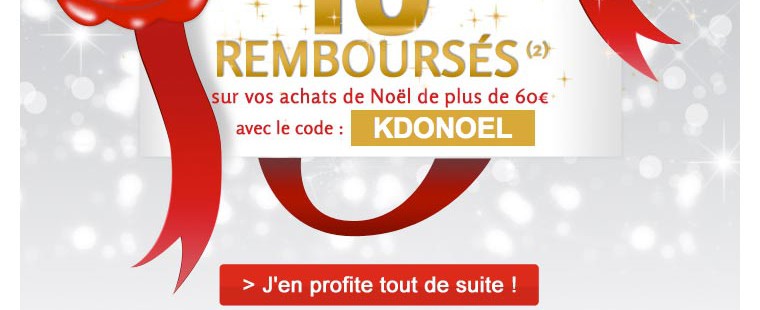 REMBOURSÉS (2)
sur vos achats de Noël de plus de 60€
avec le code : KDONOEL
> J'en profite tout de suite !